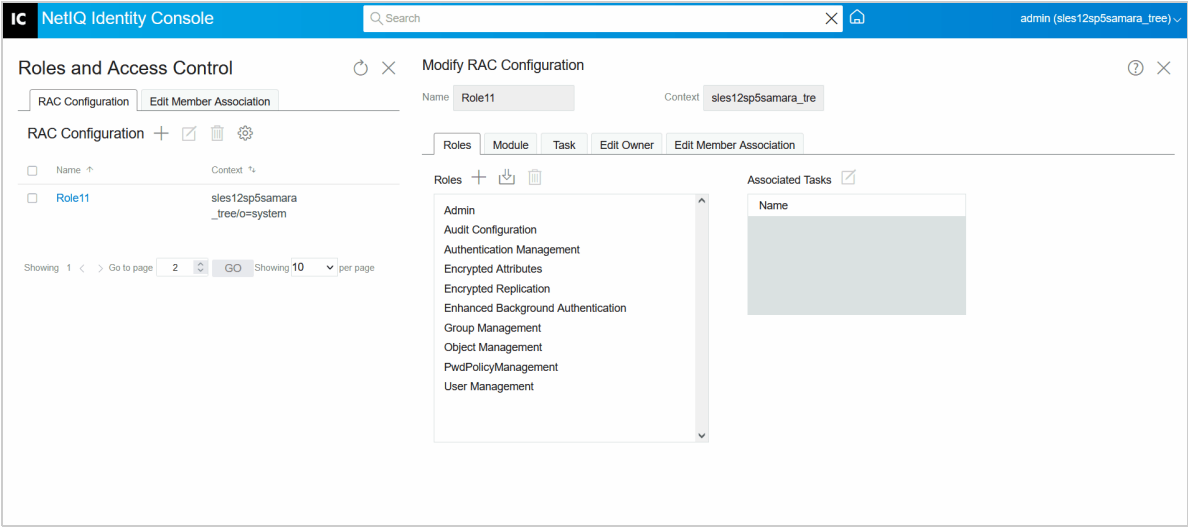 IC NetIQ Identity Console Search admin (sles12sp5samara_tree)
Roles and Access Control
RAC Configuration Edit Member Association
RAC Configuration
Name Context
Role11 sles12sp5samara
_tree/o=system
Showing 1 Go to page 2 GO Showing 10 per page
Modify RAC Configuration
Name Role11 Context sles12sp5samara_tre
Roles Module Task Edit Owner Edit Member Association
Roles
Admin
Audit Configuration
Authentication Management
Encrypted Attributes
Encrypted Replication
Enhanced Background Authentication
Group Management
Object Management
PwdPolicyManagement
User Management
Associated Tasks
Name